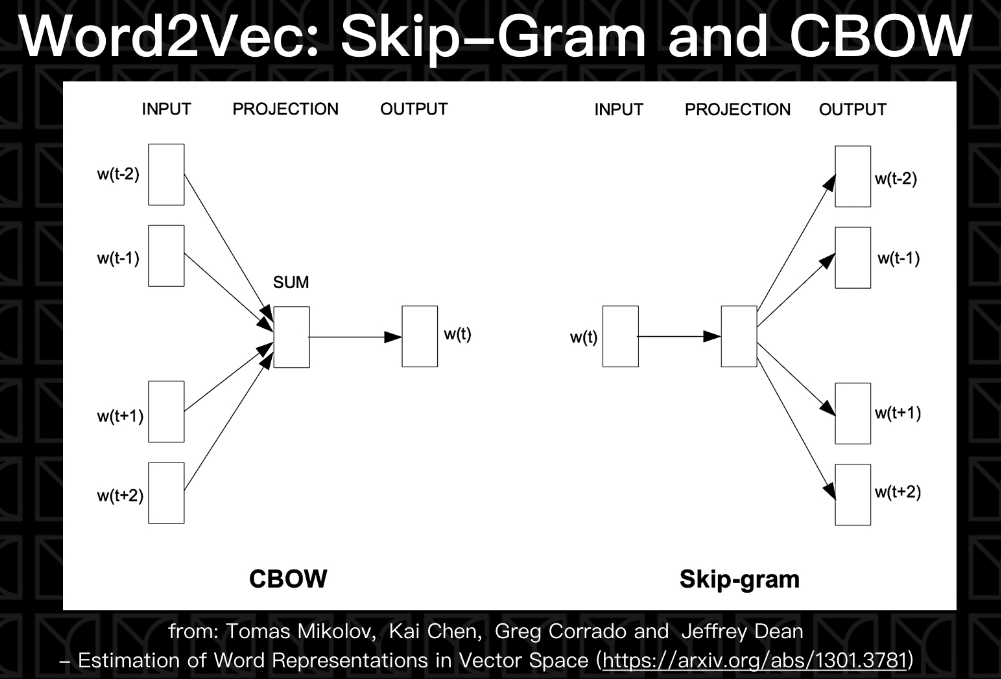 Word2Vec: Skip–Gram and CBOW
INPUT PROJECTION OUTPUT
w(t-2)
w(t-1)
SUM
w(t)
w(t+1)
w(t+2)
CBOW
INPUT PROJECTION OUTPUT
w(t-2)
w(t-1)
w(t)
w(t+1)
w(t+2)
Skip-gram
from: Tomas Mikolov, Kai Chen, Greg Corrado and Jeffrey Dean
– Estimation of Word Representations in Vector Space (https://arxiv.org/abs/1301.3781)